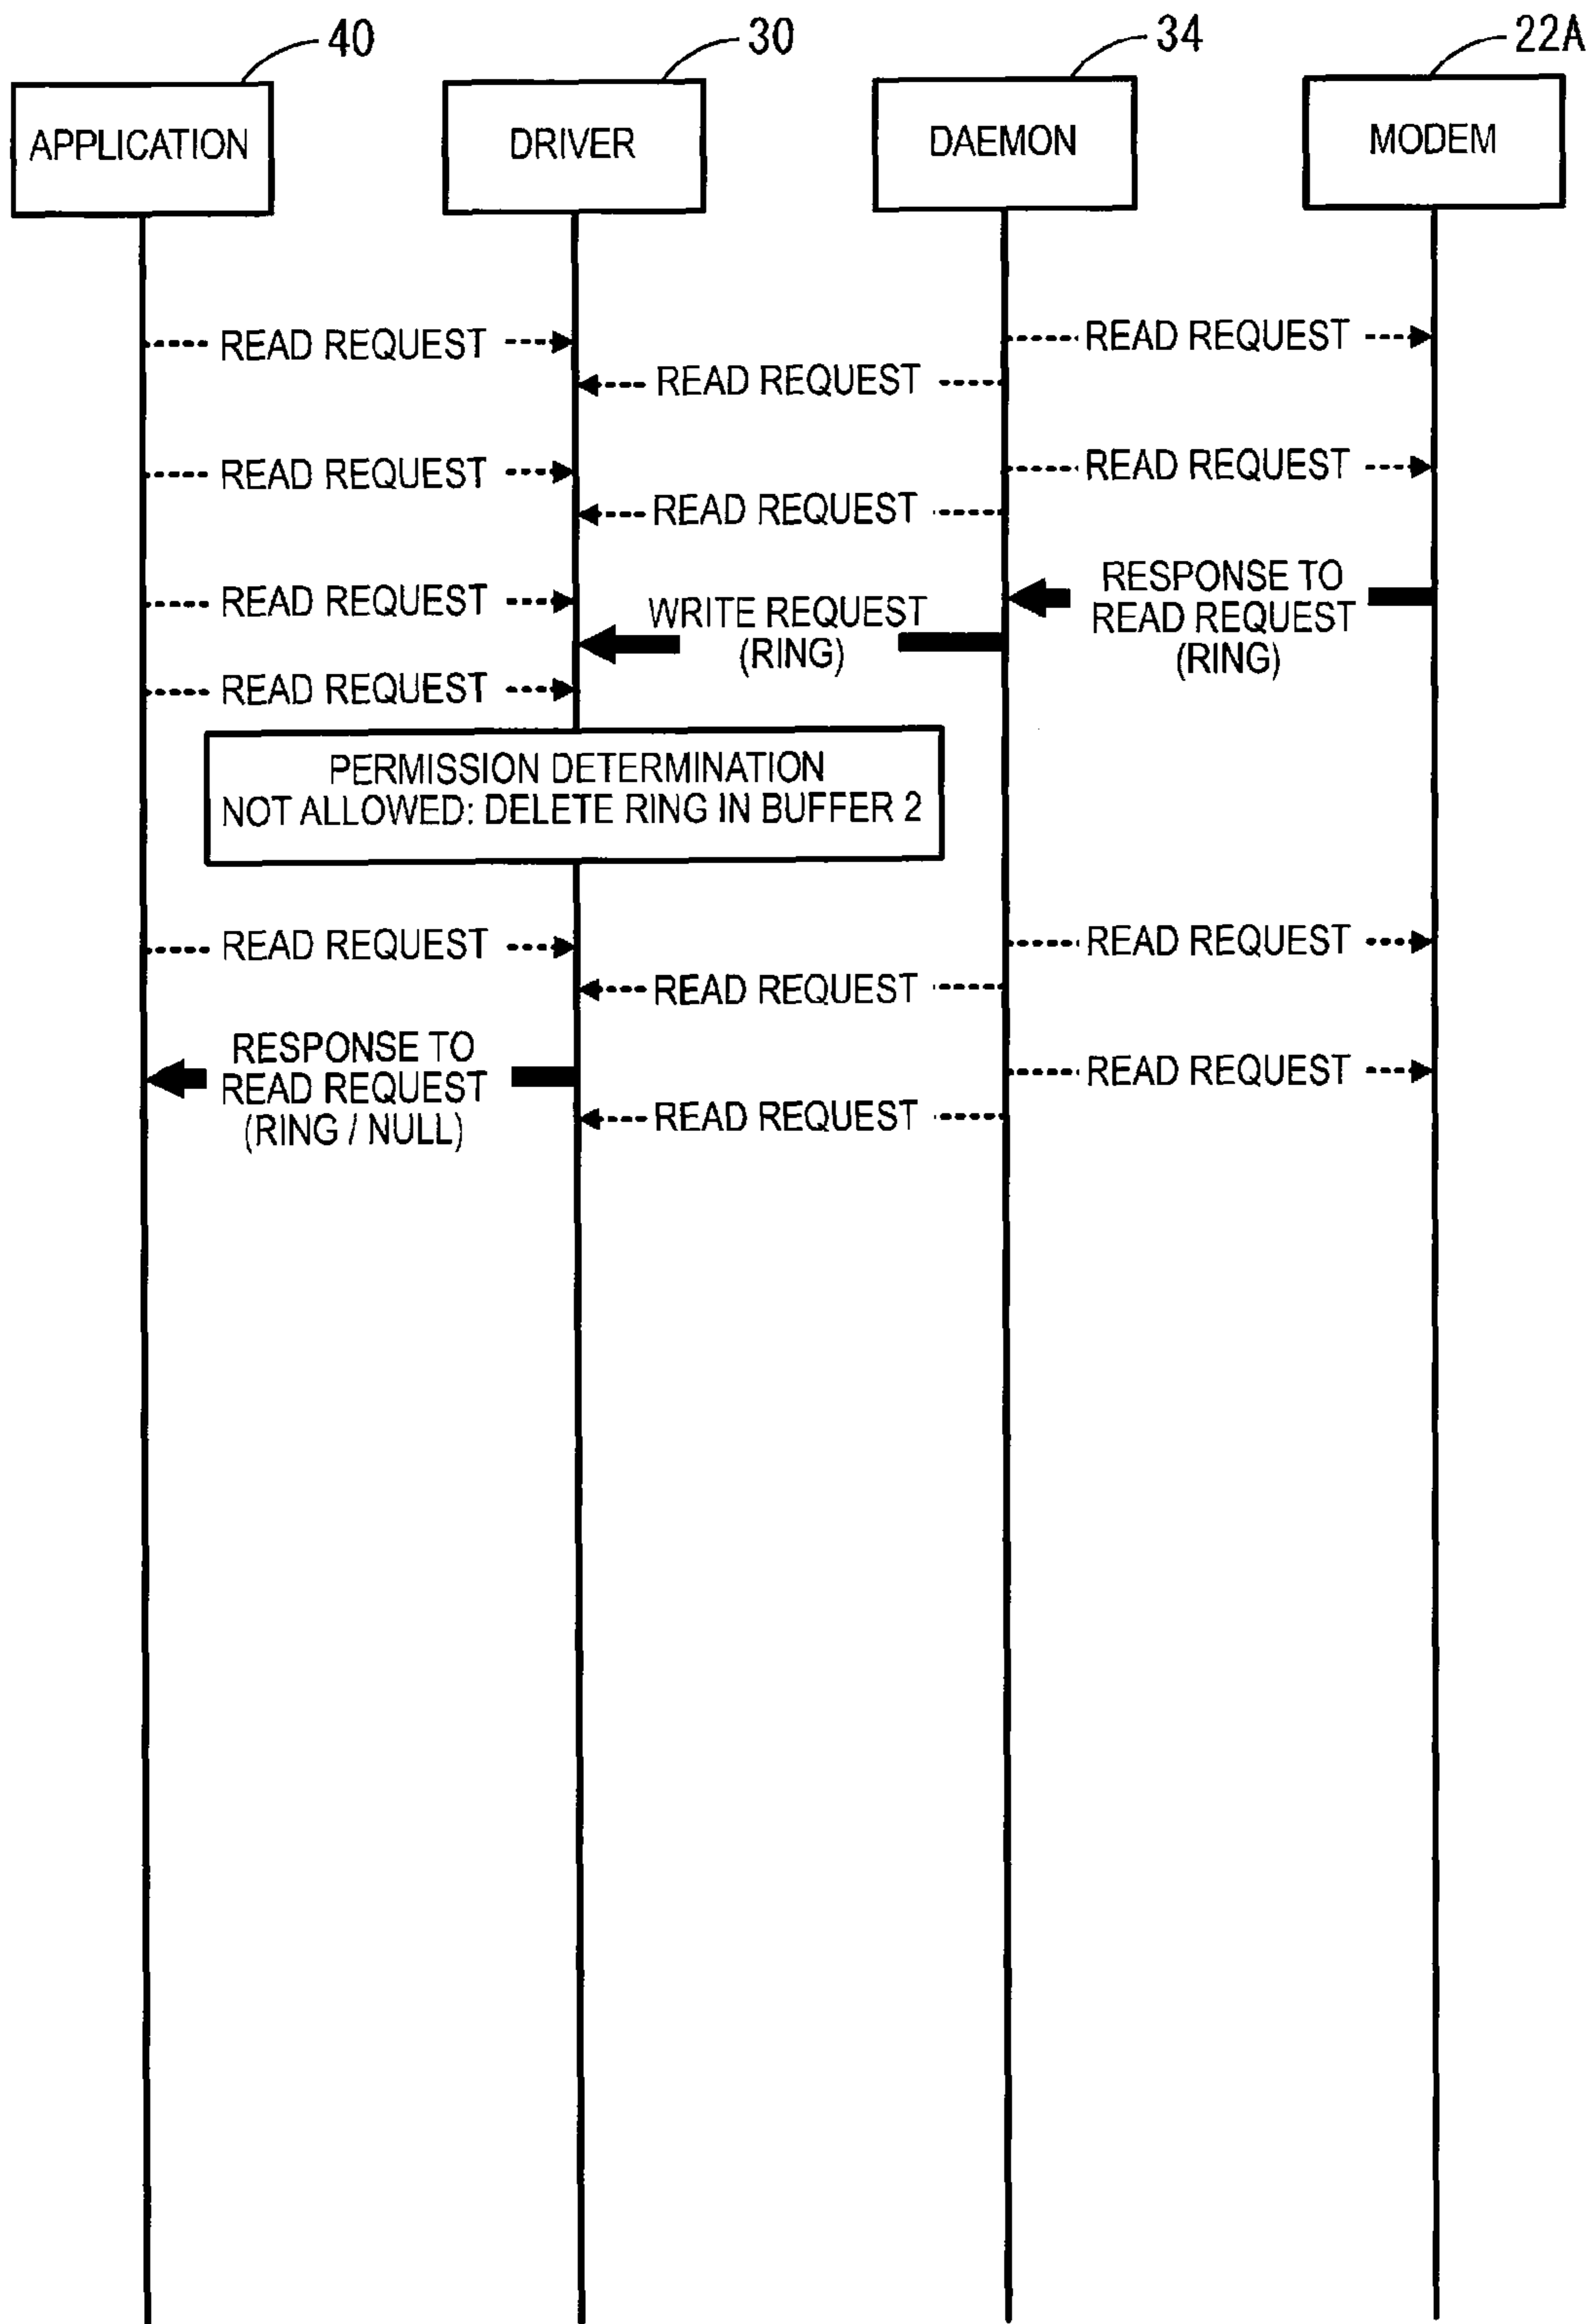 40
30
34
22A
APPLICATION
DRIVER
DAEMON
MODEM
READ REQUEST
READ REQUEST
READ REQUEST
READ REQUEST
READ REQUEST
READ REQUEST
READ REQUEST
WRITE REQUEST
(RING)
RESPONSE TO
READ REQUEST
(RING)
READ REQUEST
PERMISSION DETERMINATION
NOT ALLOWED: DELETE RING IN BUFFER 2
READ REQUEST
READ REQUEST
READ REQUEST
RESPONSE TO
READ REQUEST
(RING / NULL)
READ REQUEST
READ REQUEST